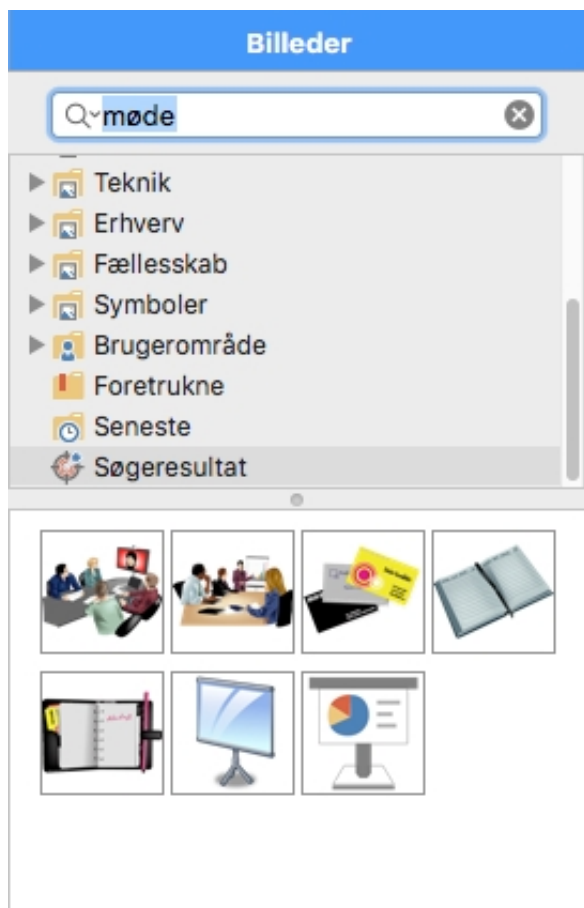 Billeder
møde
Teknik
Erhverv
Fællesskab
Symboler
Brugerområde
Foretrukne
Seneste
Søgeresultat